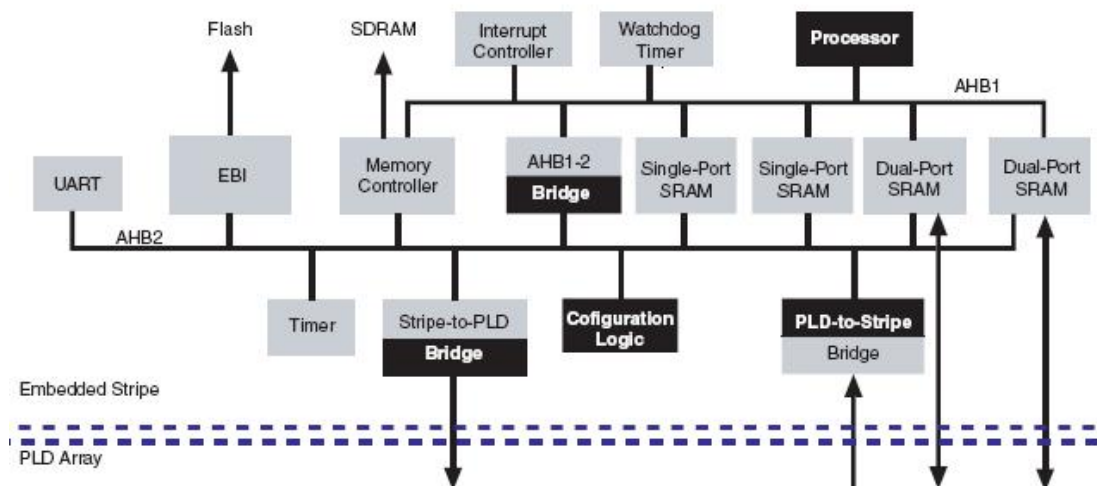 Flash
SDRAM
Interrupt
Controller
Watchdog
Timer
Processor
AHB1
UART
EBI
Memory
Controller
AHB1-2
Bridge
Single-Port
SRAM
Single-Port
SRAM
Dual-Port
SRAM
Dual-Port
SRAM
AHB2
Timer
Stripe-to-PLD
Bridge
Cofiguration
Logic
PLD-to-Stripe
Bridge
Embedded Stripe
PLD Array